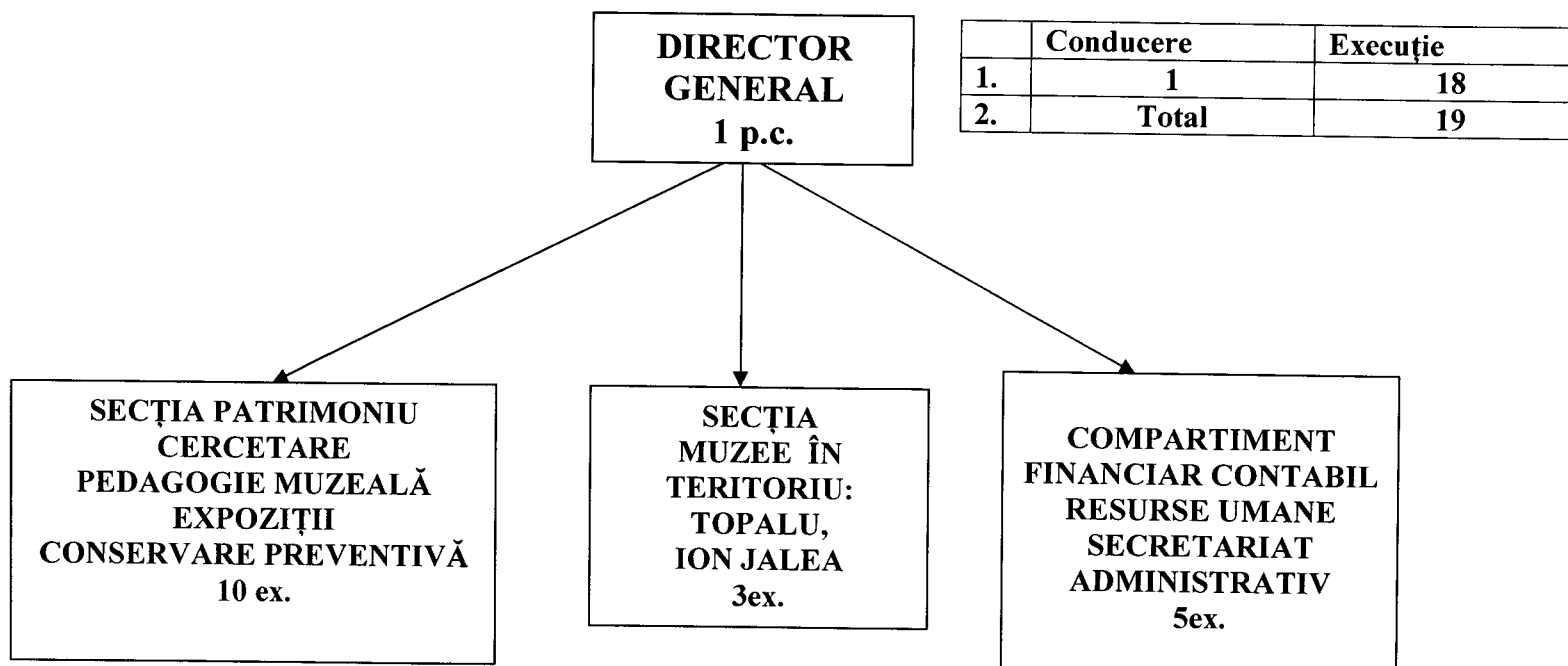 DIRECTOR
GENERAL
1 p.c.
Conducere Execuție
1. 1 18
2. Total 19
SECȚIA PATRIMONIU
CERCETARE
PEDAGOGIE MUZEALĂ
EXPOZIȚII
CONSERVARE PREVENTIVĂ
10 ex.
SECȚIA
MUZEE ÎN
TERITORIU:
TOPALU,
ION JALEA
3ex.
COMPARTIMENT
FINANCIAR CONTABIL
RESURSE UMANE
SECRETARIAT
ADMINISTRATIV
5ex.